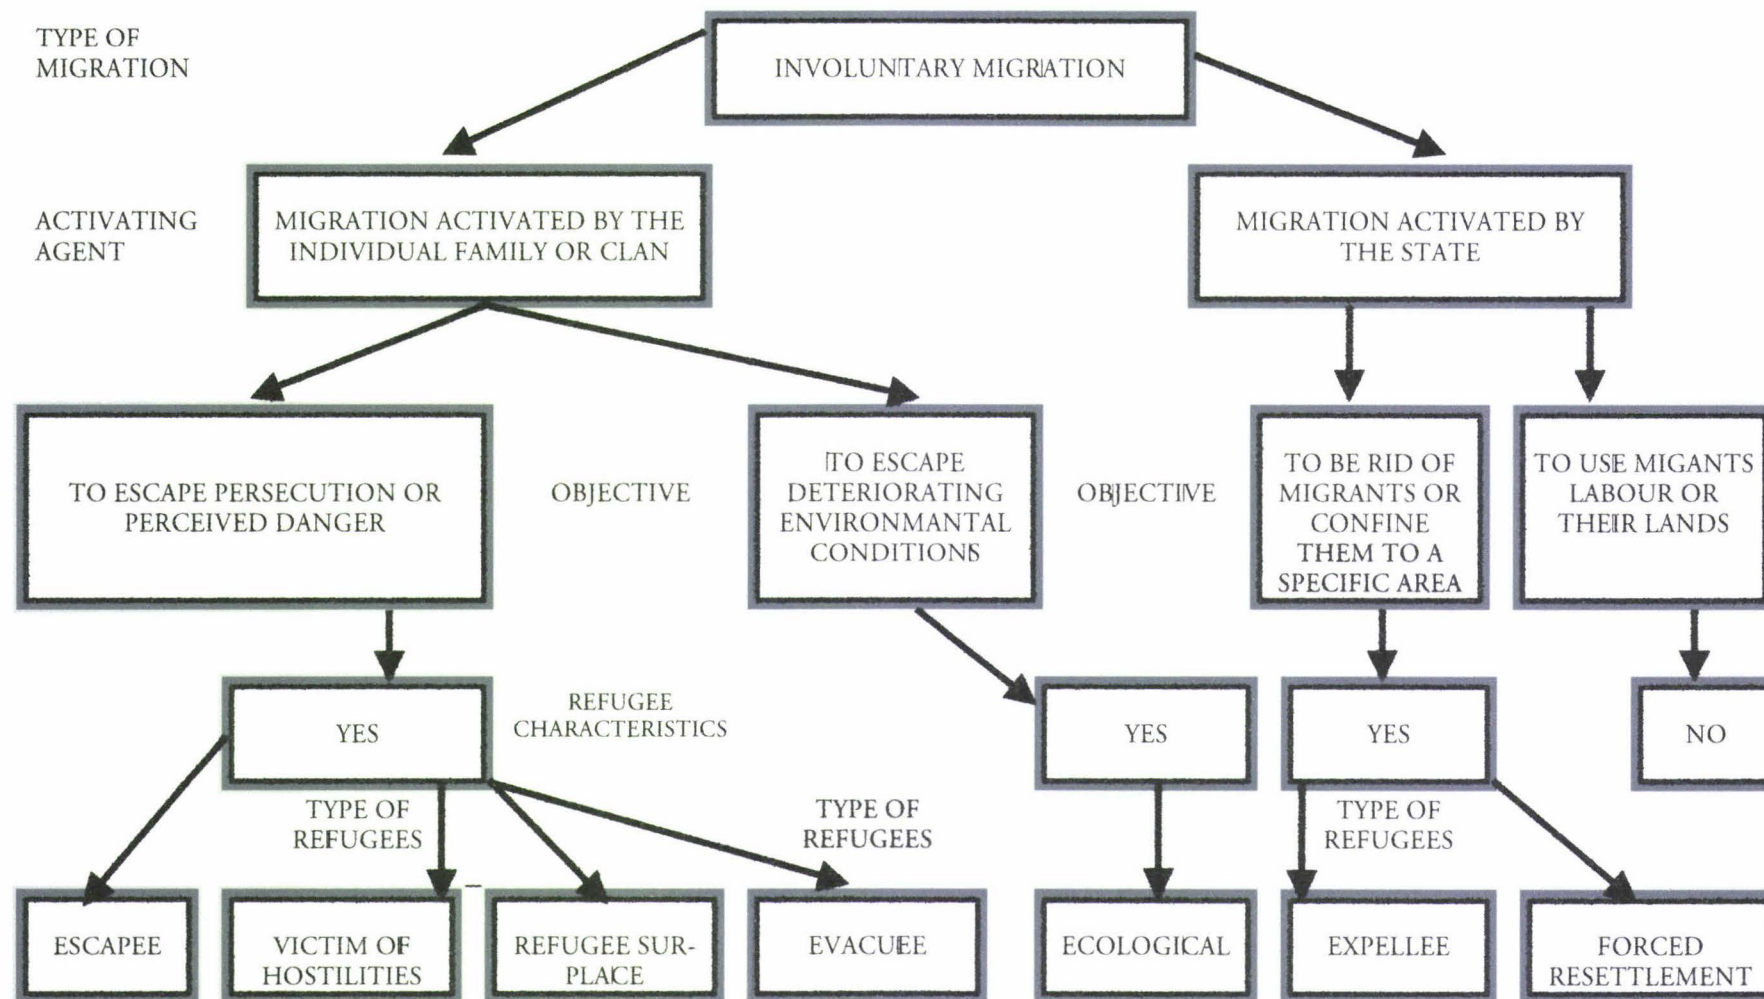 TYPE OF
MIGRATION
INVOLUNTARY MIGRATION
ACTIVATING
AGENT
MIGRATION ACTIVATED BY THE
INDIVIDUAL FAMILY OR CLAN
MIGRATION ACTIVATED BY
THE STATE
TO ESCAPE PERSECUTION OR
PERCEIVED DANGER
OBJECTIVE
TO ESCAPE
DETERIORATING
ENVIRONMANTAL
CONDITIONS
OBJECTIVE
TO BE RID OF
MIGRANTS OR
CONFINE
THEM TO A
SPECIFIC AREA
TO USE MIGANTS
LABOUR OR
THEIR LANDS
YES
REFUGEE
CHARACTERISTICS
YES
YES
NO
TYPE OF
REFUGEES
TYPE OF
REFUGEES
TYPE OF
REFUGEES
ESCAPEE
VICTIM OF
HOSTILITIES
REFUGEE SUR-
PLACE
EVACUEE
ECOLOGICAL
EXPELLEE
FORCED
RESETTLEMENT